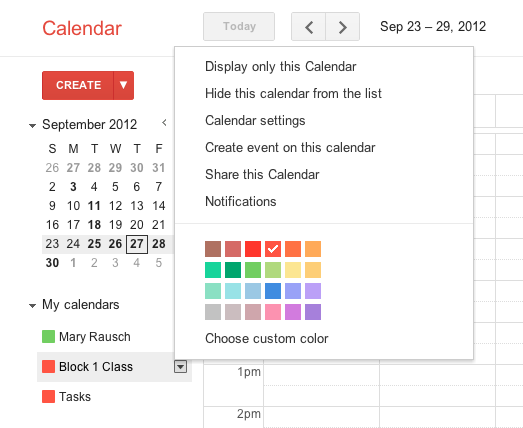 Calendar
Today
Sep 23 – 29, 2012
CREATE
September 2012
S M T W T F
26 27 28 29 30 31
2 3 4 5 6 7
9 10 11 12 13 14
16 17 18 19 20 21
23 24 25 26 27 28
30 1 2 3 4 5
My calendars
Mary Rausch
Block 1 Class
Tasks
Display only this Calendar
Hide this calendar from the list
Calendar settings
Create event on this calendar
Share this Calendar
Notifications
Choose custom color
1pm
2pm